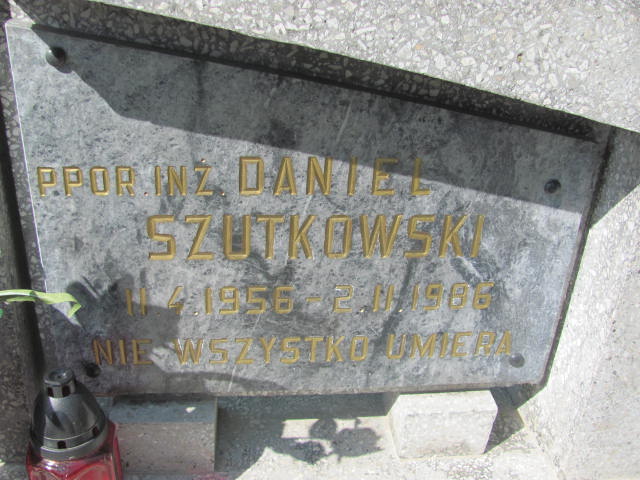 PPOR. INŻ. DANIEL
SZUTKOWSKI
11.4.1956 - 2.11.1986
NIE WSZYSTKO UMIERA